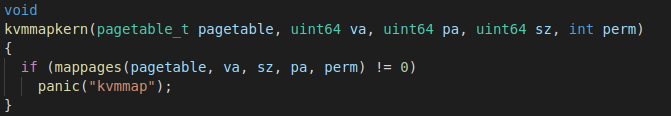 void
kvmmapkern(pagetable_t pagetable, uint64 va, uint64 pa, uint64 sz, int perm)
{
  if (mappages(pagetable, va, sz, pa, perm) != 0)
    panic("kvmmap");
}